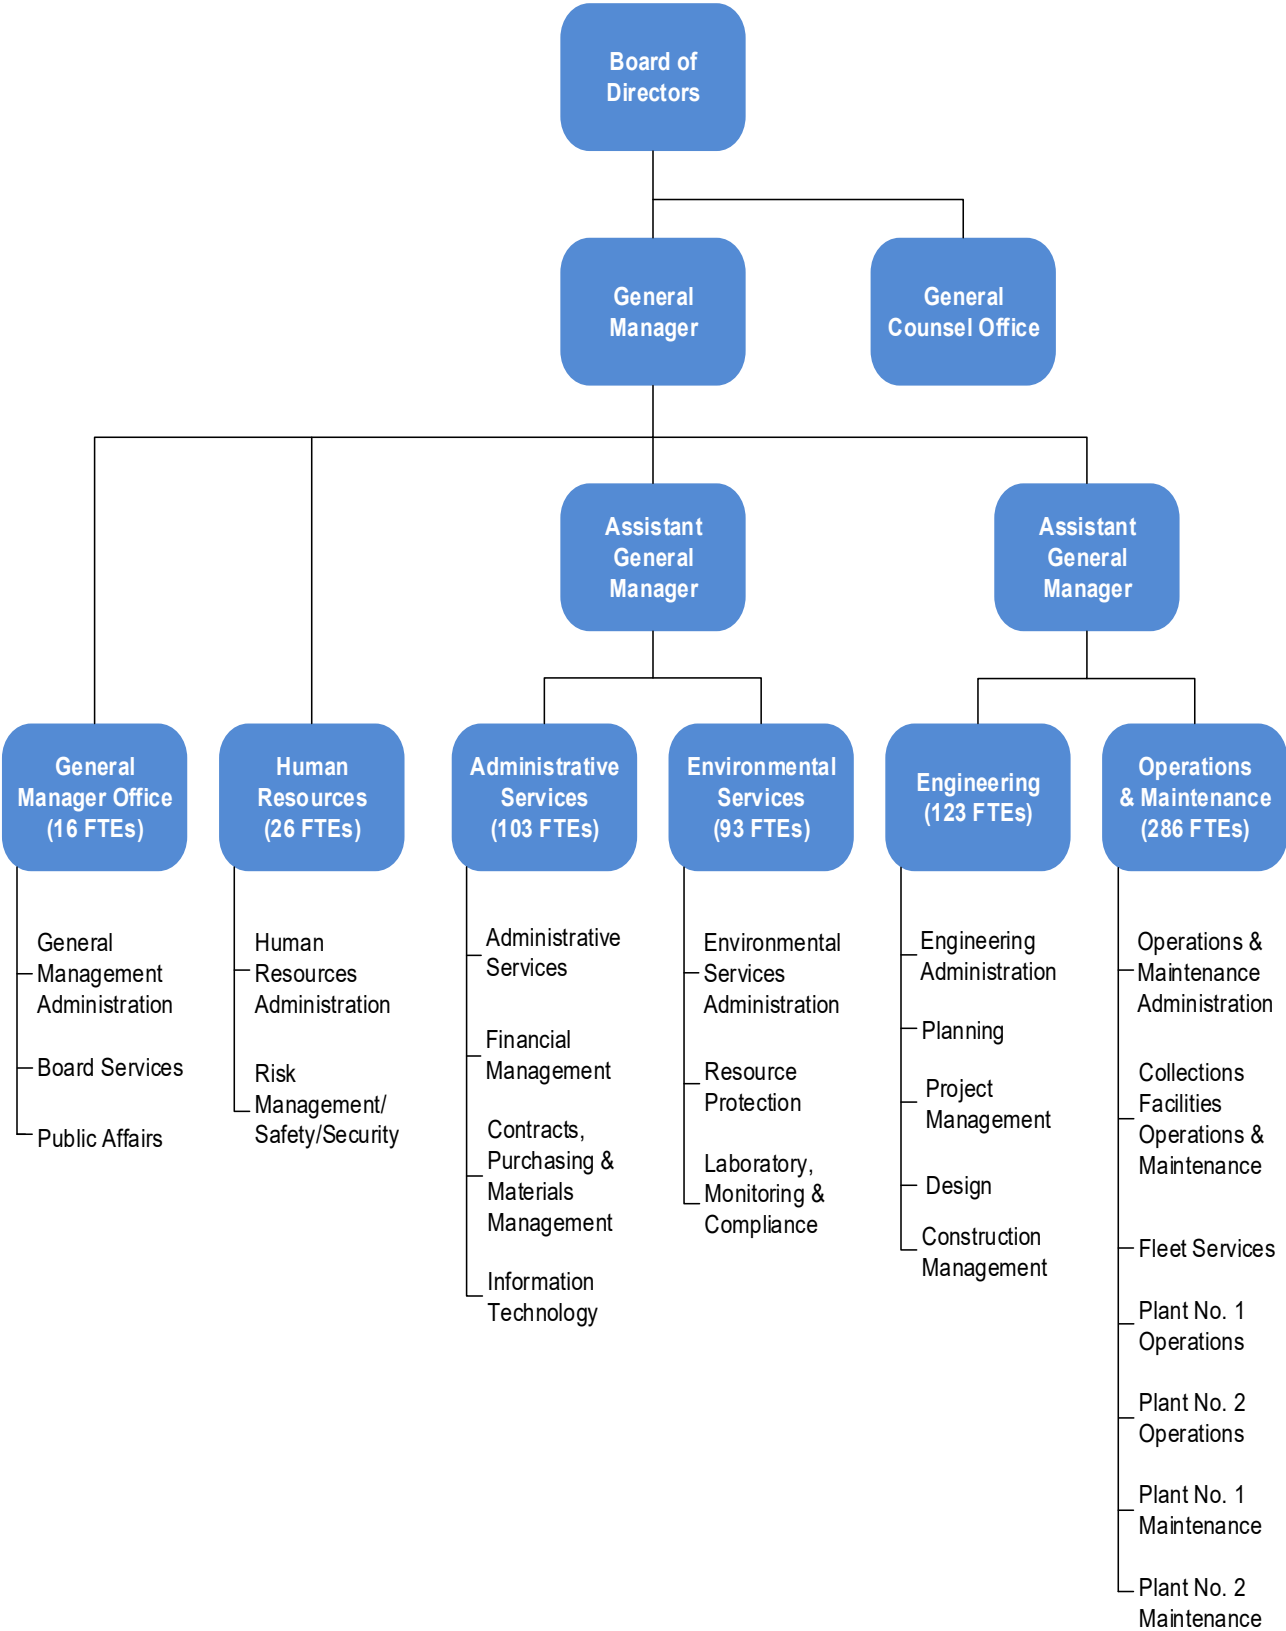 Board of
Directors
General
Manager
General
Counsel Office
Assistant
General
Manager
Assistant
General
Manager
General
Manager Office
(16 FTEs)
Human
Resources
(26 FTEs)
Administrative
Services
(103 FTEs)
Environmental
Services
(93 FTEs)
Engineering
(123 FTEs)
Operations
& Maintenance
(286 FTEs)
General
Management
Administration
Board Services
Public Affairs
Human
Resources
Administration
Risk
Management/
Safety/Security
Administrative
Services
Financial
Management
Contracts,
Purchasing &
Materials
Management
Information
Technology
Environmental
Services
Administration
Resource
Protection
Laboratory,
Monitoring &
Compliance
Engineering
Administration
Planning
Project
Management
Design
Construction
Management
Operations &
Maintenance
Administration
Collections
Facilities
Operations &
Maintenance
Fleet Services
Plant No. 1
Operations
Plant No. 2
Operations
Plant No. 1
Maintenance
Plant No. 2
Maintenance